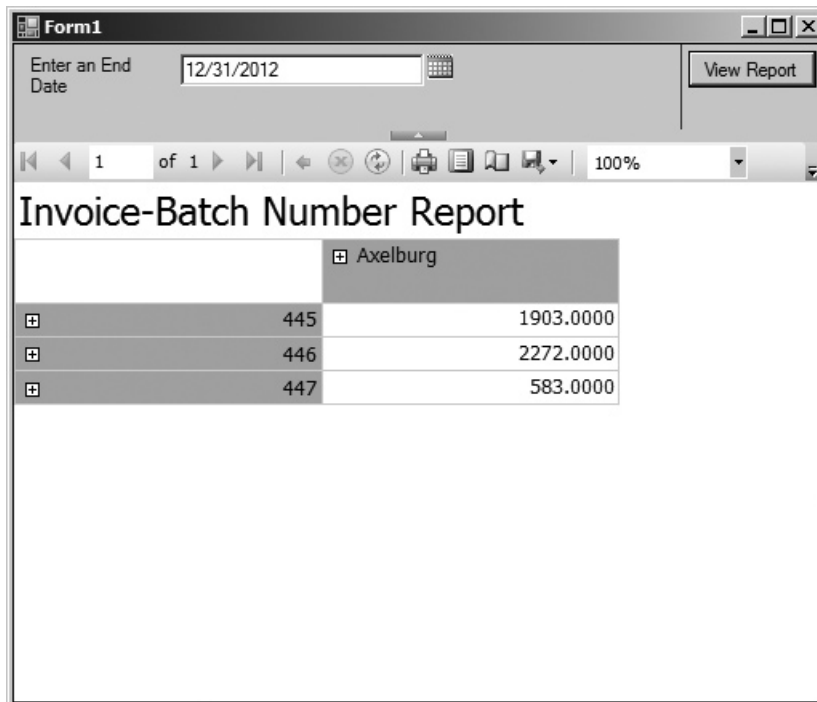 Form1
Enter an End
Date
12/31/2012
View Report
1 of 1
100%
Invoice-Batch Number Report
Axelburg
445 1903.0000
446 2272.0000
447 583.0000